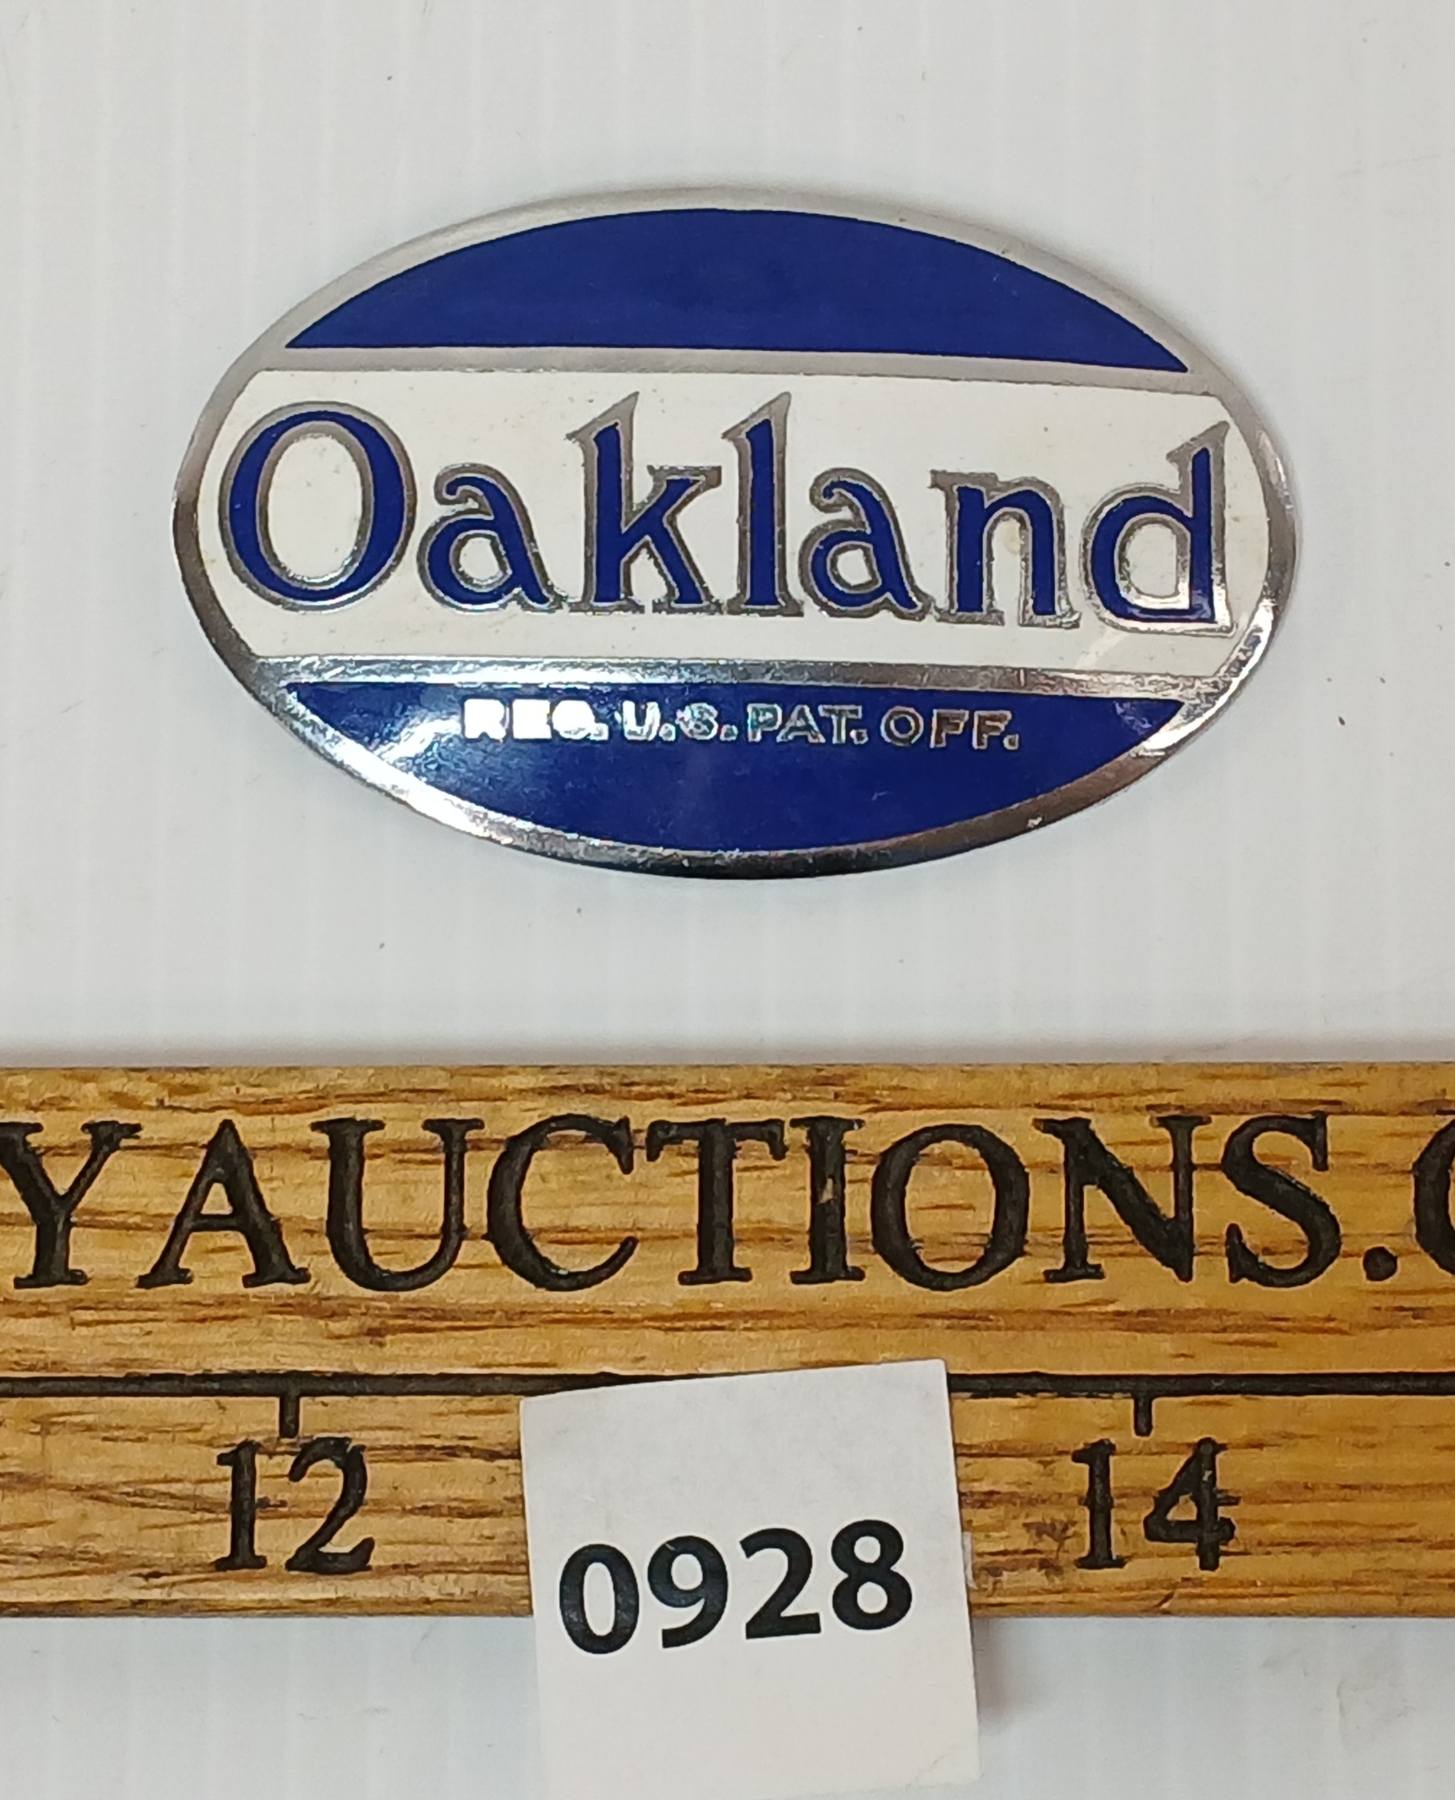 Oakland
REG. U.S. PAT. OFF.
YAUCTIONS.
12 14
0928